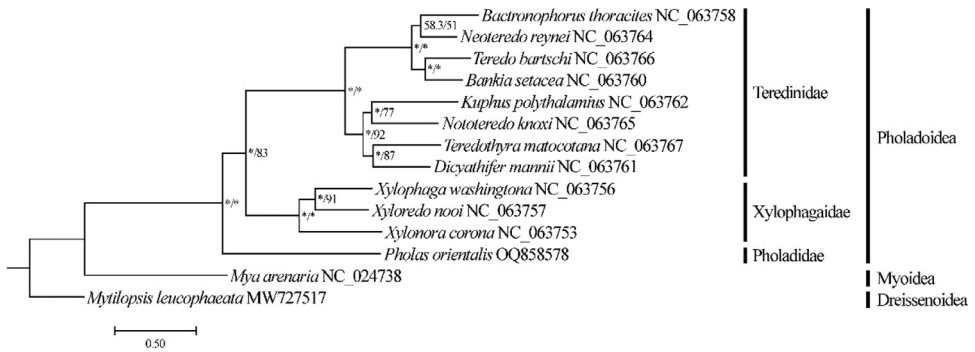 Bactronophorus thoracites NC_063758
58.3/51
Neoteredo reynei NC_063764
*/*
Teredo bartschi NC_063766
*/*
Bankia setacea NC_063760
*/*
Teredinidae
Kuphus polythalamius NC_063762
*/77
Nototeredo knoxi NC_063765
*/92
Pholadoidea
Teredothyra matocotana NC_063767
*/83
*/87
Dicyathifer mannii NC_063761
Xylophaga washingtona NC_063756
*/91
*/*
Xyloredo nooi NC_063757
Xylophagaidae
*/*
Xylonora corona NC_063753
Pholas orientalis OQ858578
Pholadidae
Mya arenaria NC_024738
Myoidea
Mytilopsis leucophaeata MW727517
Dreissenoidea
0.50